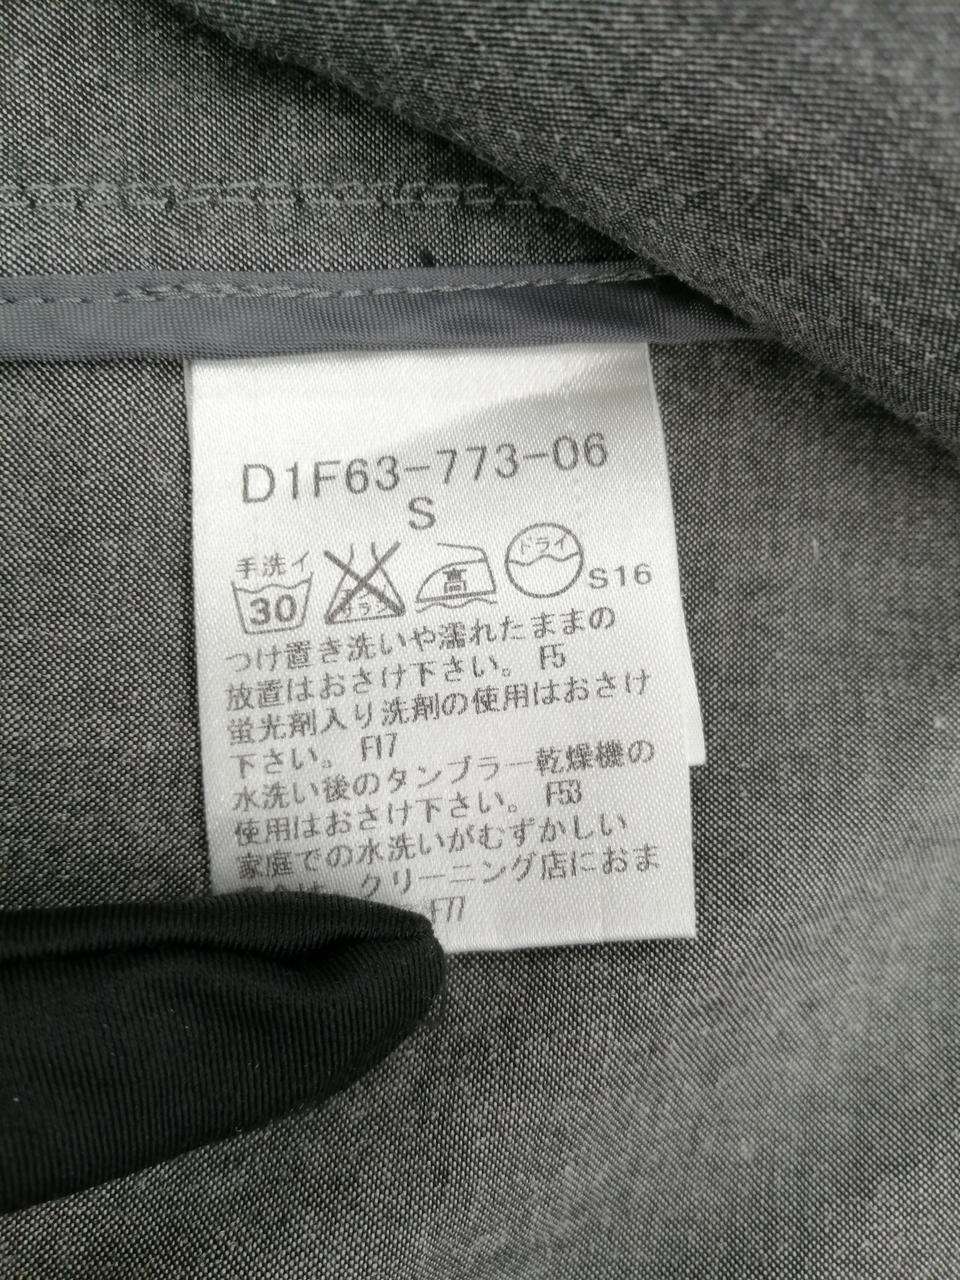 D1F63-773-06
S
手洗イ
30
ドライ
高
S16
つけ置き洗いや濡れたままの
放置はおさけ下さい。 F5
蛍光剤入り洗剤の使用はおさけ
下さい。 F17
水洗い後のタンブラー乾燥機の
使用はおさけ下さい。 F53
家庭での水洗いがむずかしい
クリーニング店におま
F77